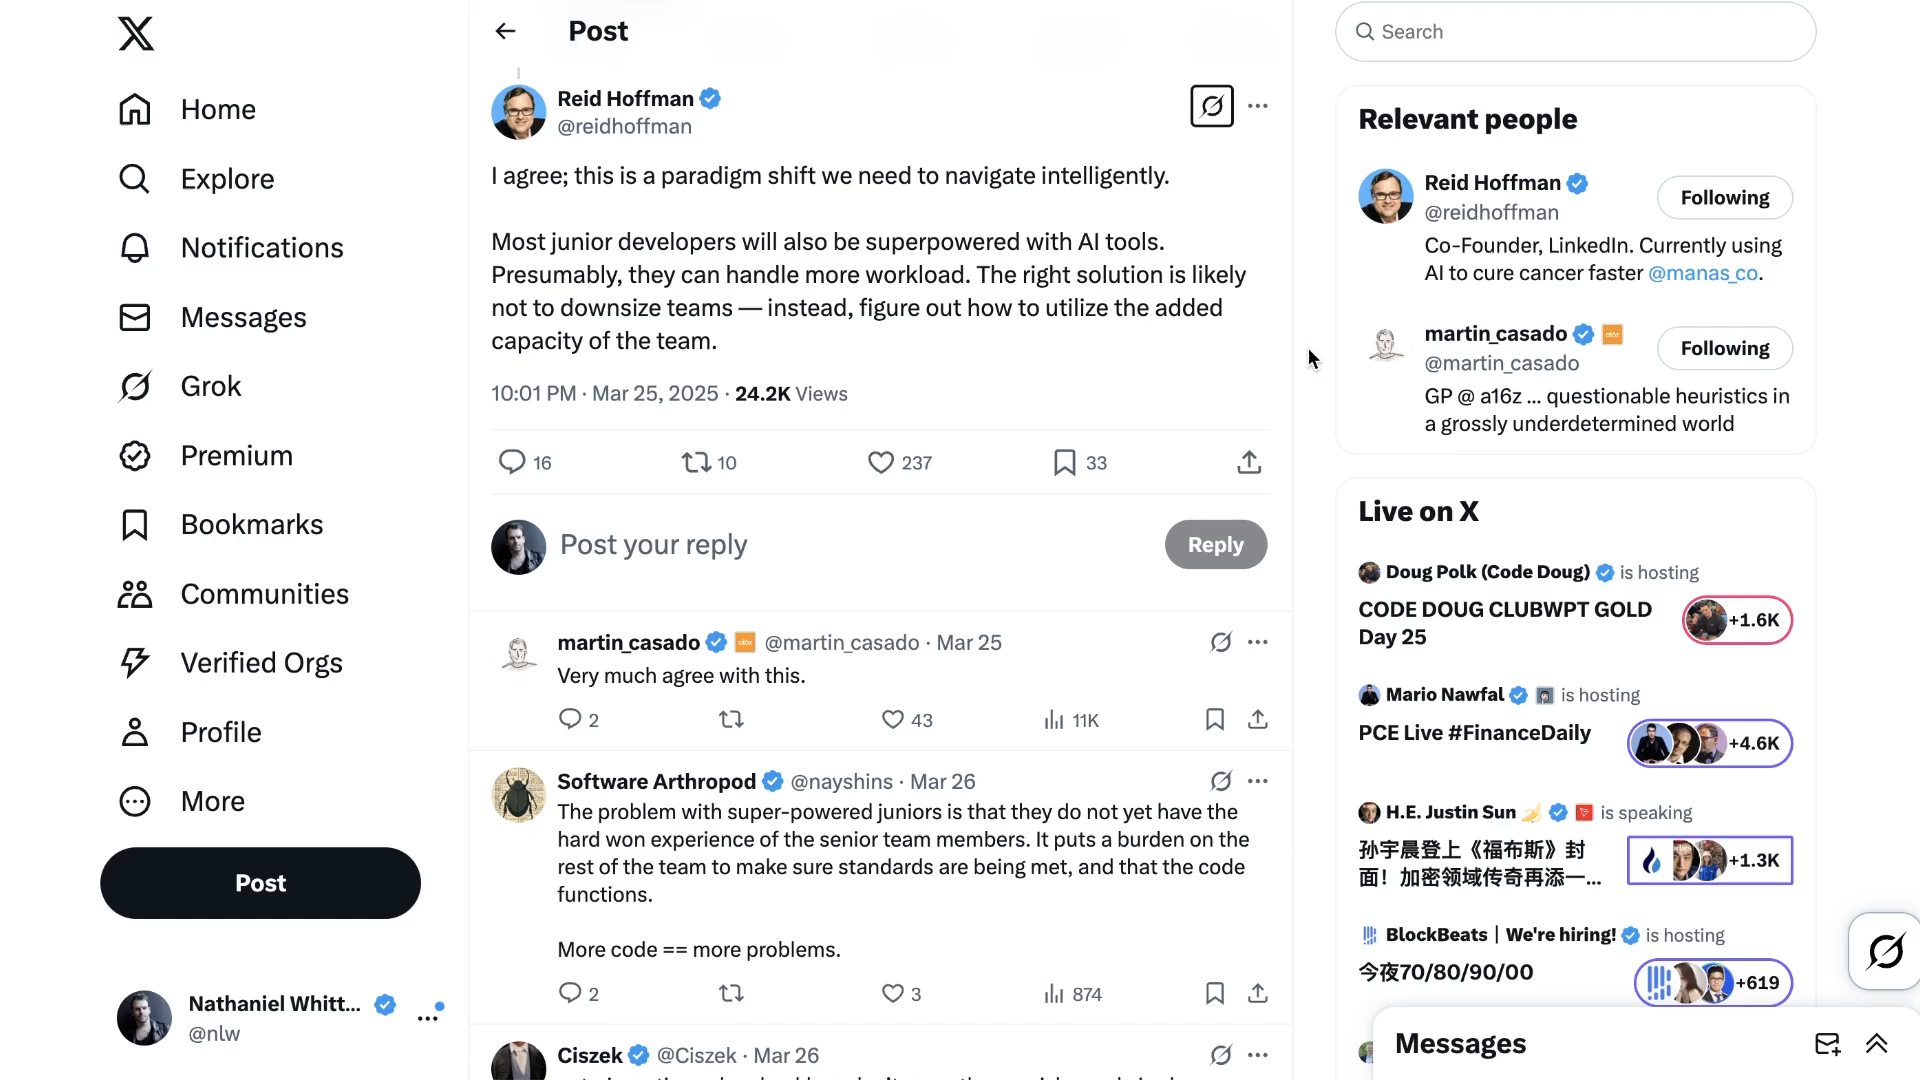 Home
Explore
Notifications
Messages
Grok
Premium
Bookmarks
Communities
Verified Orgs
Profile
More
Post
Nathaniel Whitt...
@nlw
Post
Reid Hoffman
@reidhoffman
I agree; this is a paradigm shift we need to navigate intelligently.
Most junior developers will also be superpowered with AI tools.
Presumably, they can handle more workload. The right solution is likely
not to downsize teams — instead, figure out how to utilize the added
capacity of the team.
10:01 PM · Mar 25, 2025 · 24.2K Views
16 10 237 33
Post your reply
Reply
martin_casado @martin_casado · Mar 25
Very much agree with this.
2 43 11K
Software Arthropod @nayshins · Mar 26
The problem with super-powered juniors is that they do not yet have the
hard won experience of the senior team members. It puts a burden on the
rest of the team to make sure standards are being met, and that the code
functions.
More code == more problems.
2 3 874
Ciszek @Ciszek · Mar 26
Search
Relevant people
Reid Hoffman
@reidhoffman
Following
Co-Founder, LinkedIn. Currently using
AI to cure cancer faster @manas_co.
martin_casado
@martin_casado
Following
GP @ a16z ... questionable heuristics in
a grossly underdetermined world
Live on X
Doug Polk (Code Doug) is hosting
CODE DOUG CLUBWPT GOLD
Day 25
+1.6K
Mario Nawfal is hosting
PCE Live #FinanceDaily
+4.6K
H.E. Justin Sun is speaking
孙宇晨登上《福布斯》封
面！加密领域传奇再添一...
+1.3K
BlockBeats | We're hiring! is hosting
今夜70/80/90/00
+619
Messages